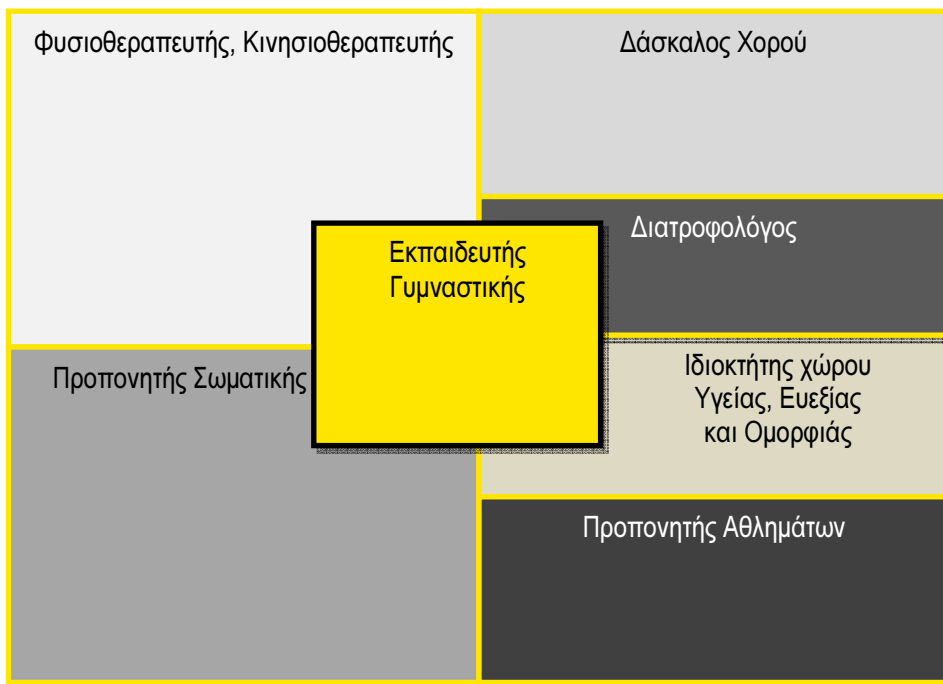 Φυσιοθεραπευτής, Κινησιοθεραπευτής
Δάσκαλος Χορού
Διατροφολόγος
Εκπαιδευτής
Γυμναστικής
Προπονητής Σωματικής
Ιδιοκτήτης χώρου
Υγείας, Ευεξίας
και Ομορφιάς
Προπονητής Αθλημάτων